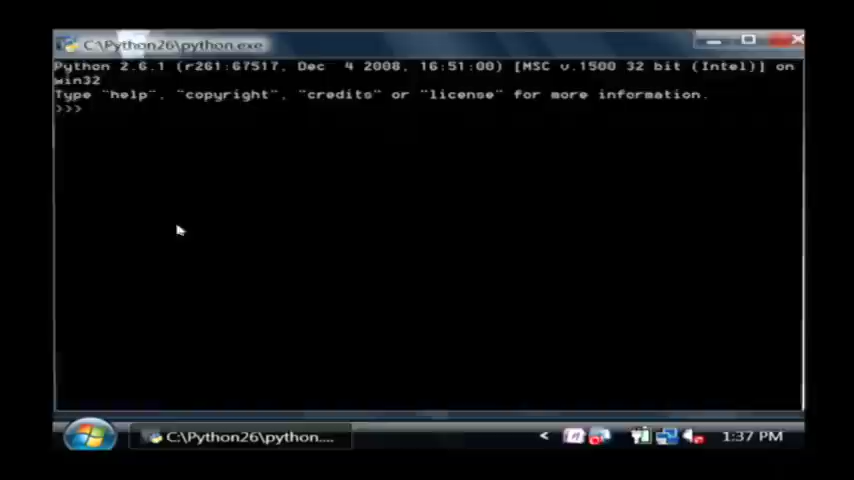 C:\Python26\python.exe
Python 2.6.1 (r261:67517, Dec  4 2008, 16:51:00) [MSC v.1500 32 bit (Intel)] on
win32
Type "help", "copyright", "credits" or "license" for more information.
>>>
C:\Python26\python....
1:37 PM